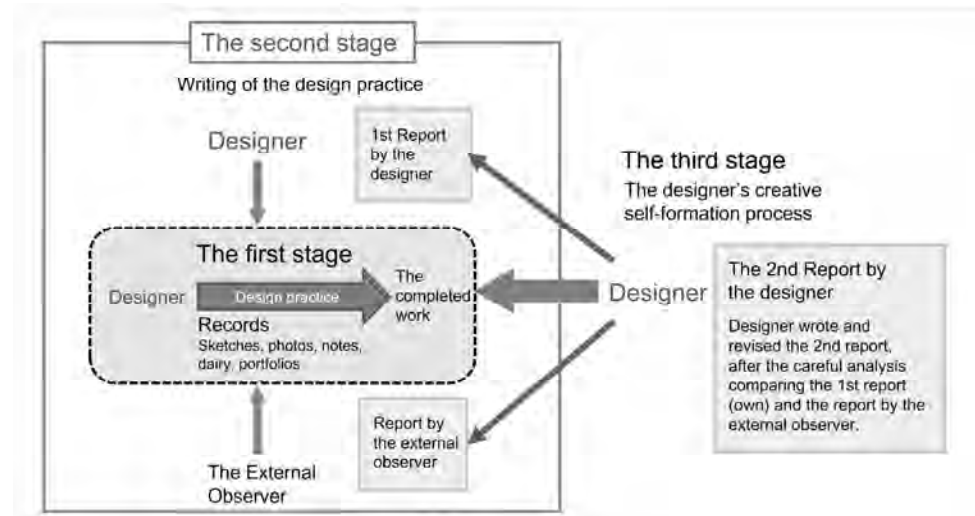 The second stage
Writing of the design practice
Designer
1st Report
by the
designer
The first stage
Designer
Design practice
The
completed
work
Records
Sketches, photos, notes,
dairy, portfolios
Report by
the external
observer
The External
Observer
The third stage
The designer's creative
self-formation process
Designer
The 2nd Report by
the designer
Designer wrote and
revised the 2nd report,
after the careful analysis
comparing the 1st report
(own) and the report by the
external observer.